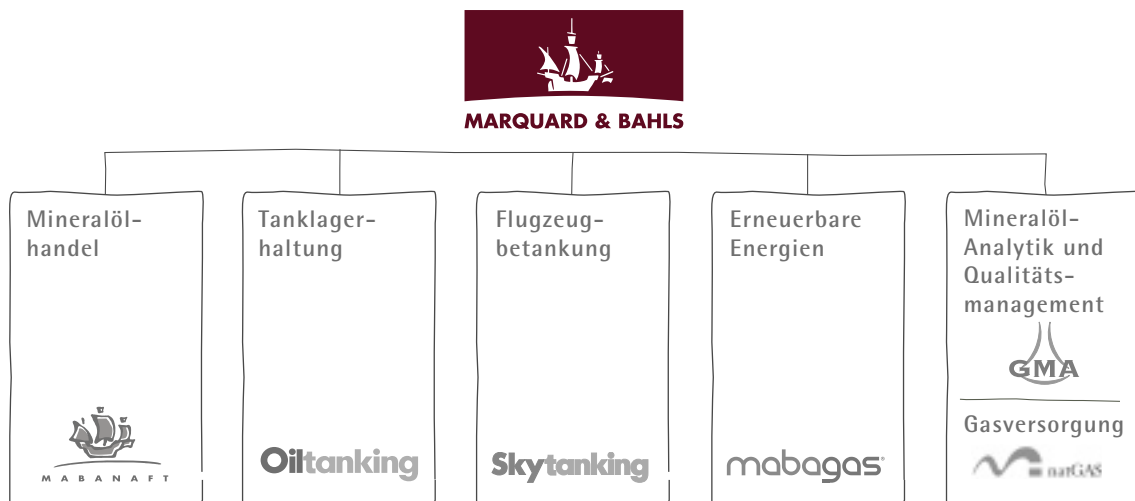 MARQUARD & BAHLS
Mineralöl-
handel
MABANAFT
Tanklager-
haltung
Oiltanking
Flugzeug-
betankung
Skytanking
Erneuerbare
Energien
mabagas
Mineralöl-
Analytik und
Qualitäts-
management
GMA
Gasversorgung
natGAS